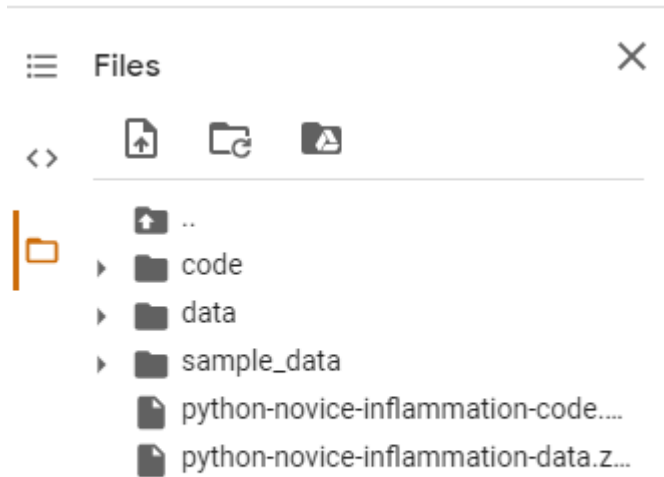 Files
..
code
data
sample_data
python-novice-inflammation-code....
python-novice-inflammation-data.z...